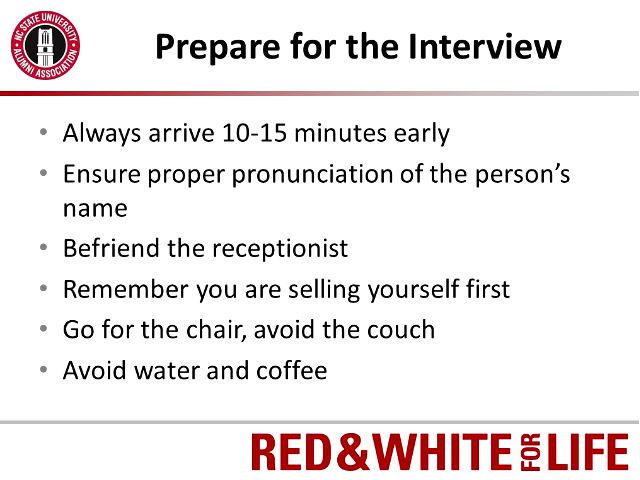 NC STATE UNIVERSITY
ALUMNI ASSOCIATION
Prepare for the Interview
• Always arrive 10-15 minutes early
• Ensure proper pronunciation of the person’s
name
• Befriend the receptionist
• Remember you are selling yourself first
• Go for the chair, avoid the couch
• Avoid water and coffee
RED&WHITE FOR LIFE